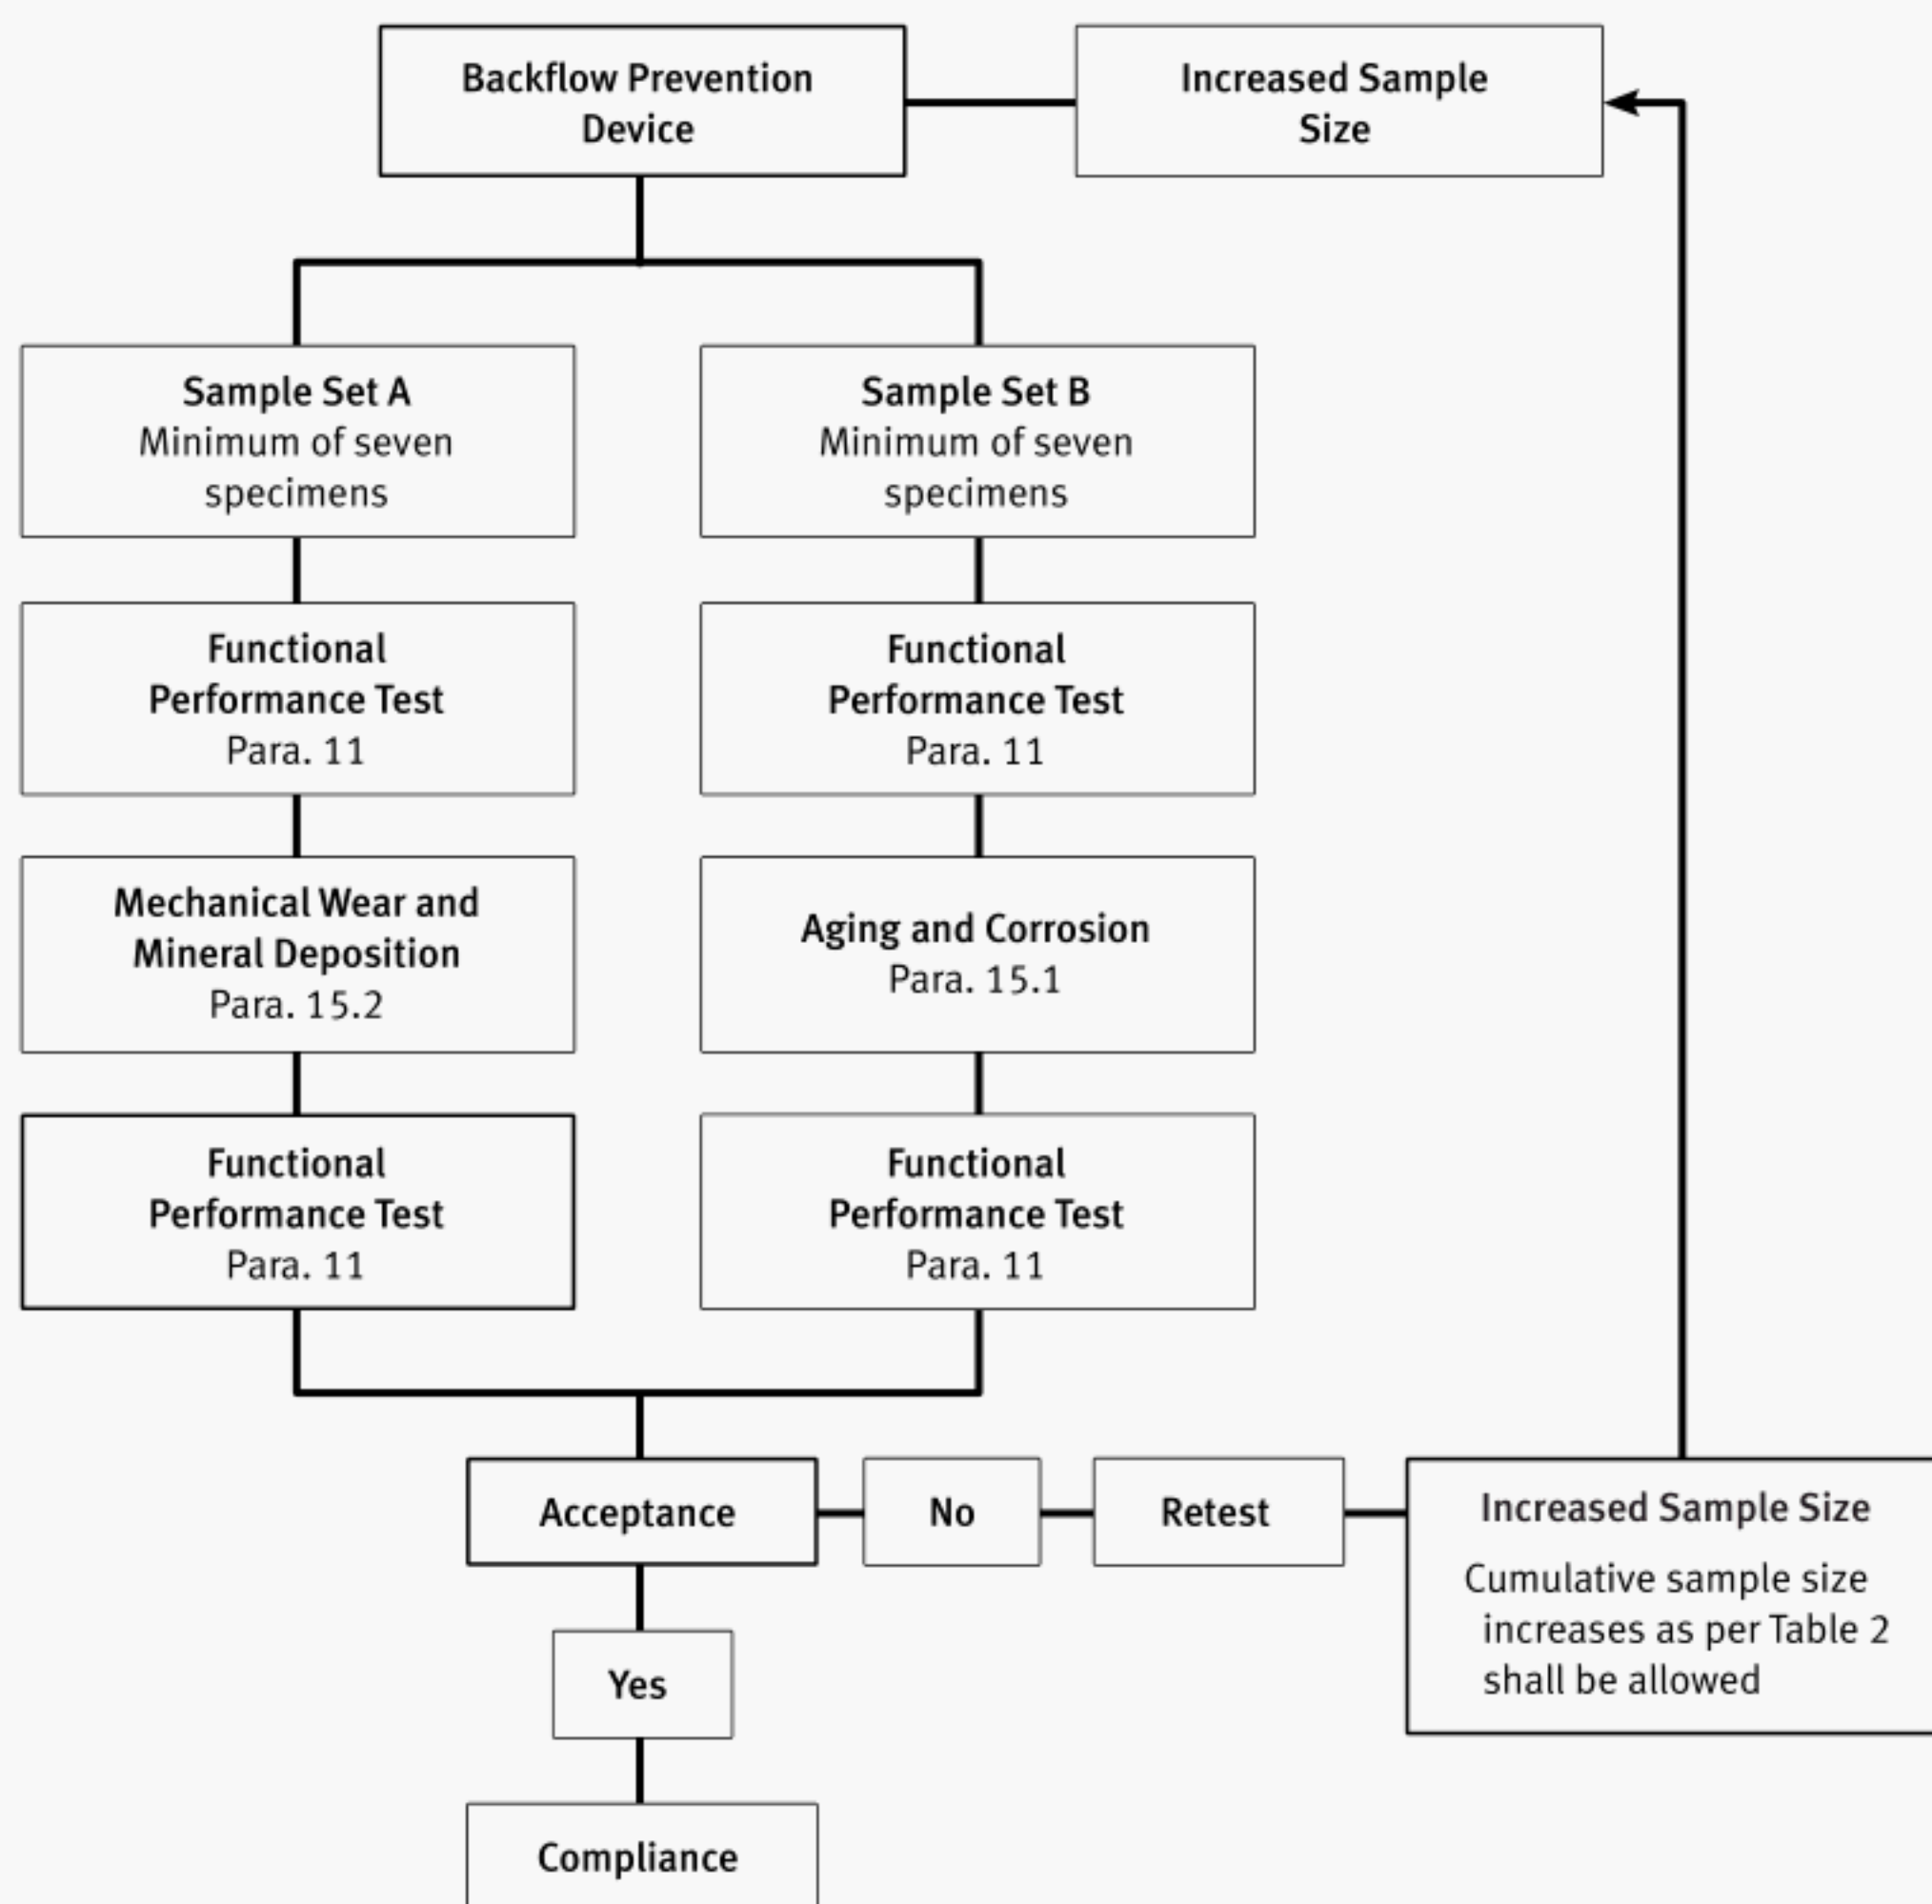 Backflow Prevention
Device
Increased Sample
Size
Sample Set A
Minimum of seven
specimens
Sample Set B
Minimum of seven
specimens
Functional
Performance Test
Para. 11
Functional
Performance Test
Para. 11
Mechanical Wear and
Mineral Deposition
Para. 15.2
Aging and Corrosion
Para. 15.1
Functional
Performance Test
Para. 11
Functional
Performance Test
Para. 11
Acceptance
No
Retest
Increased Sample Size
Cumulative sample size
increases as per Table 2
shall be allowed
Yes
Compliance